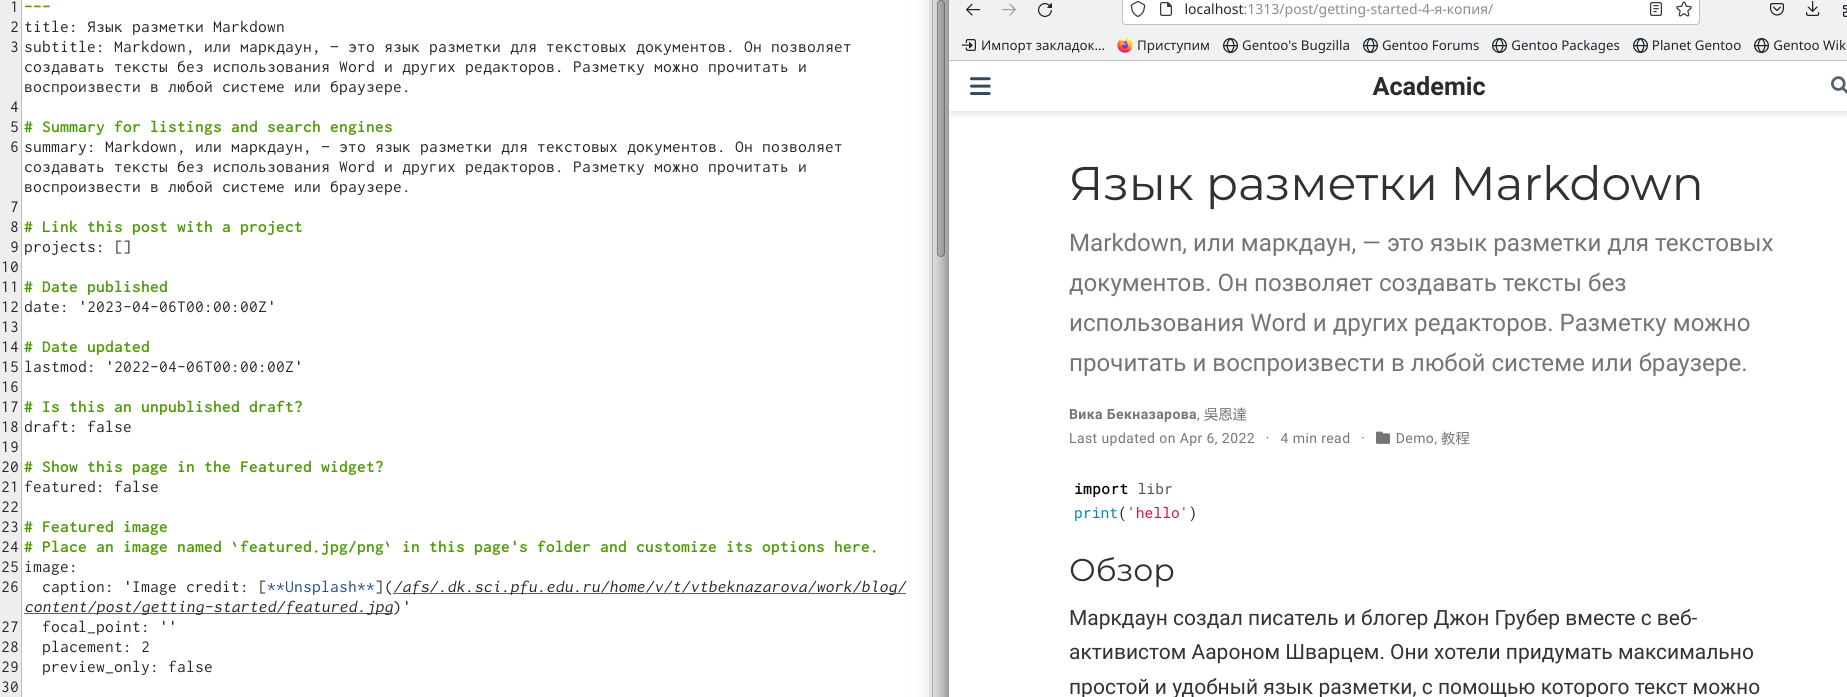 1 ---
2 title: Язык разметки Markdown
3 subtitle: Markdown, или маркдаун, — это язык разметки для текстовых документов. Он позволяет
создавать тексты без использования Word и других редакторов. Разметку можно прочитать и
воспроизвести в любой системе или браузере.
4
5 # Summary for listings and search engines
6 summary: Markdown, или маркдаун, — это язык разметки для текстовых документов. Он позволяет
создавать тексты без использования Word и других редакторов. Разметку можно прочитать и
воспроизвести в любой системе или браузере.
7
8 # Link this post with a project
9 projects: []
10
11 # Date published
12 date: '2023-04-06T00:00:00Z'
13
14 # Date updated
15 lastmod: '2022-04-06T00:00:00Z'
16
17 # Is this an unpublished draft?
18 draft: false
19
20 # Show this page in the Featured widget?
21 featured: false
22
23 # Featured image
24 # Place an image named `featured.jpg/png` in this page's folder and customize its options here.
25 image:
26 caption: 'Image credit: [**Unsplash**](/afs/.dk.sci.pfu.edu.ru/home/v/t/vtbeknazarova/work/blog/
content/post/getting-started/featured.jpg)'
27 focal_point: ''
28 placement: 2
29 preview_only: false
30
localhost:1313/post/getting-started-4-я-копия/
Импорт закладок... Приступим Gentoo's Bugzilla Gentoo Forums Gentoo Packages Planet Gentoo Gentoo Wik
Academic
Язык разметки Markdown
Markdown, или маркдаун, — это язык разметки для текстовых
документов. Он позволяет создавать тексты без
использования Word и других редакторов. Разметку можно
прочитать и воспроизвести в любой системе или браузере.
Вика Бекназарова, 吳恩達
Last updated on Apr 6, 2022 · 4 min read · Demo, 教程
import libr
print('hello')
Обзор
Маркдаун создал писатель и блогер Джон Грубер вместе с веб-
активистом Аароном Шварцем. Они хотели придумать максимально
простой и удобный язык разметки, с помощью которого текст можно